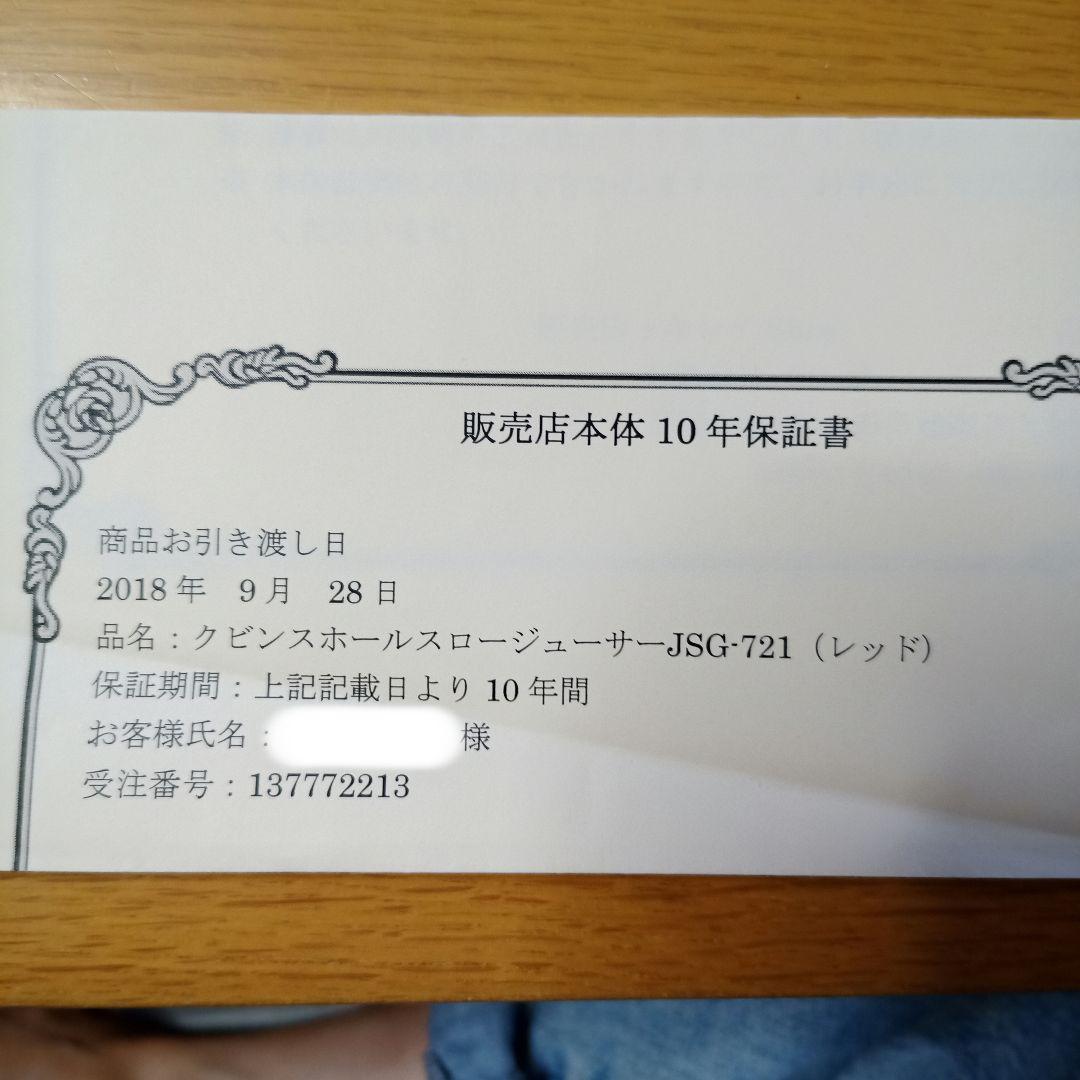 販売店本体 10 年保証書
商品お引き渡し日
2018 年　9 月　28 日
品名：クビンスホールスロージューサーJSG-721（レッド）
保証期間：上記記載日より 10 年間
お客様氏名：　　　　　様
受注番号：137772213